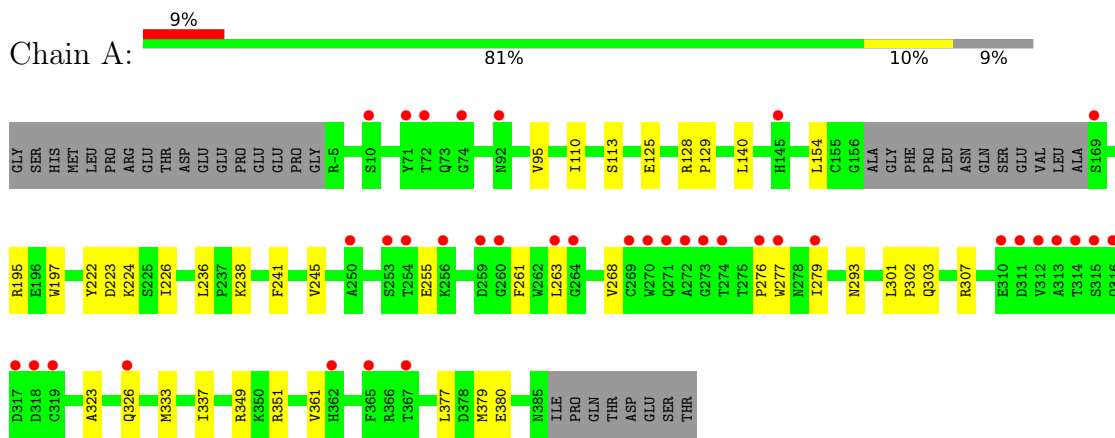 9%
Chain A:
81% 10% 9%
GLY SER HIS MET LEU PRO ARG GLU THR ASP GLU GLU PRO GLU GLU PRO GLY R-5 S10 Y71 T72 Q73 G74 N92 V95 I110 S113 E125 R128 P129 L140 H145 L154 C155 G156 ALA GLY PHE PRO LEU ASN GLN SER GLU VAL LEU ALA S169
R195 E196 W197 Y222 D223 K224 S225 I226 L236 P237 K238 F241 V245 A250 S253 T254 E255 K256 D259 G260 F261 W262 L263 G264 V268 C269 W270 Q271 A272 G273 T274 T275 P276 W277 N278 I279 N293 L301 P302 Q303 R307 E310 D311 V312 A313 T314 S315
D317 D318 C319 A323 Q326 M333 I337 R349 K350 R351 V361 H362 F365 R366 T367 L377 D378 M379 E380 N385 ILE PRO GLN THR ASP GLU SER THR